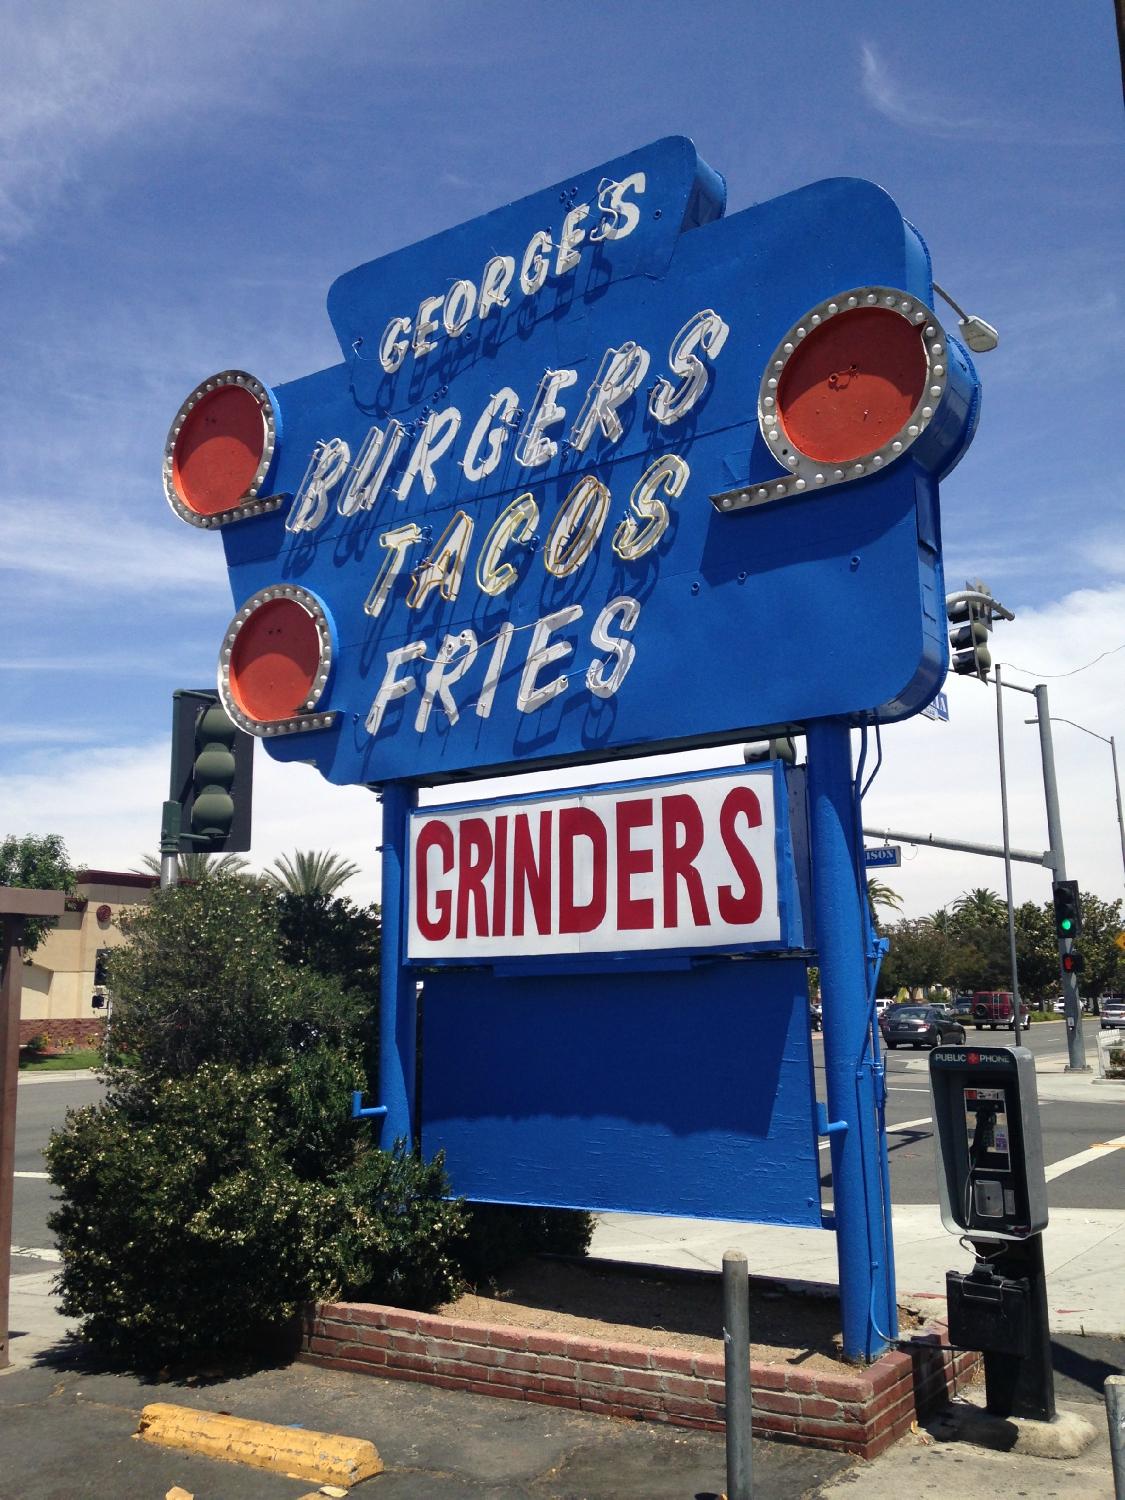 GEORGES
BURGERS
TACOS
FRIES
GRINDERS
PUBLIC PHONE